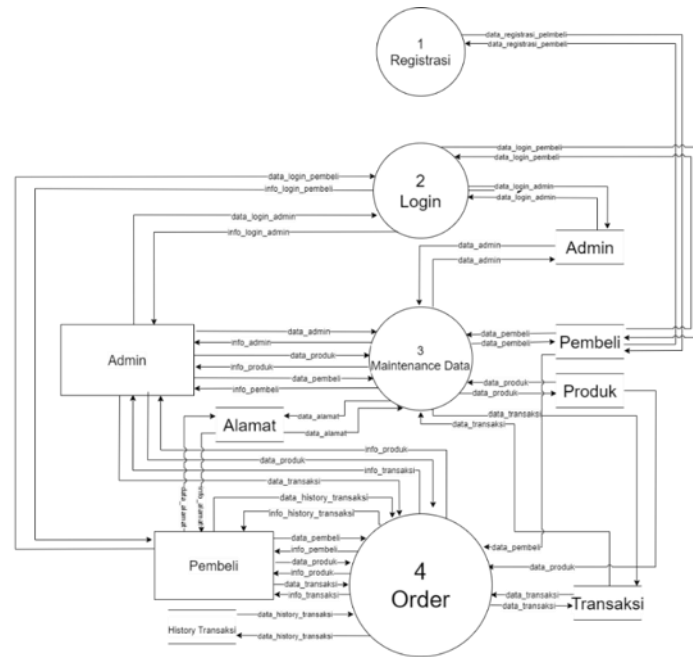 1
Registrasi
data_registrasi_pelmbeli
data_registrasi_pembeli
data_login_pembeli
data_login_pembeli
data_login_pembeli
info_login_pembeli
2
Login
data_login_admin
data_login_admin
data_login_admin
info_login_admin
Admin
data_admin
data_admin
Admin
data_admin
info_admin
data_produk
info_produk
data_pembeli
info_pembeli
3
Maintenance Data
data_pembeli
data_pembeli
Pembeli
data_produk
data_produk
Produk
data_transaksi
data_transaksi
Alamat
data_alamat
data_alamat
info_produk
data_produk
info_transaksi
data_transaksi
data_alamat
info_alamat
data_history_transaksi
info_history_transaksi
Pembeli
data_pembeli
info_pembeli
data_produk
info_produk
data_transaksi
info_transaksi
4
Order
data_pembeli
data_produk
data_transaksi
data_transaksi
Transaksi
History Transaksi
data_history_transaksi
data_history_transaksi